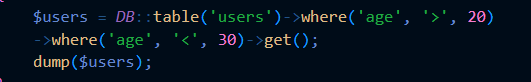 $users = DB::table('users')->where('age', '>', 20)
->where('age', '<', 30)->get();
dump($users);